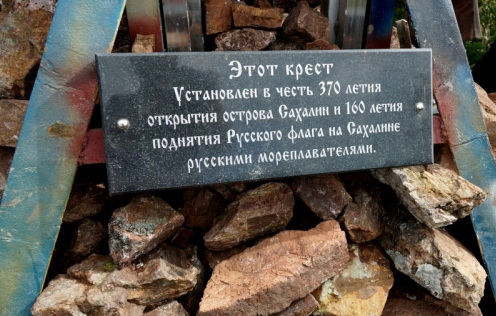 Этот крест
Установлен в честь 370 летия
открытия острова Сахалин и 160 летия
поднятия Русского флага на Сахалине
русскими мореплавателями.